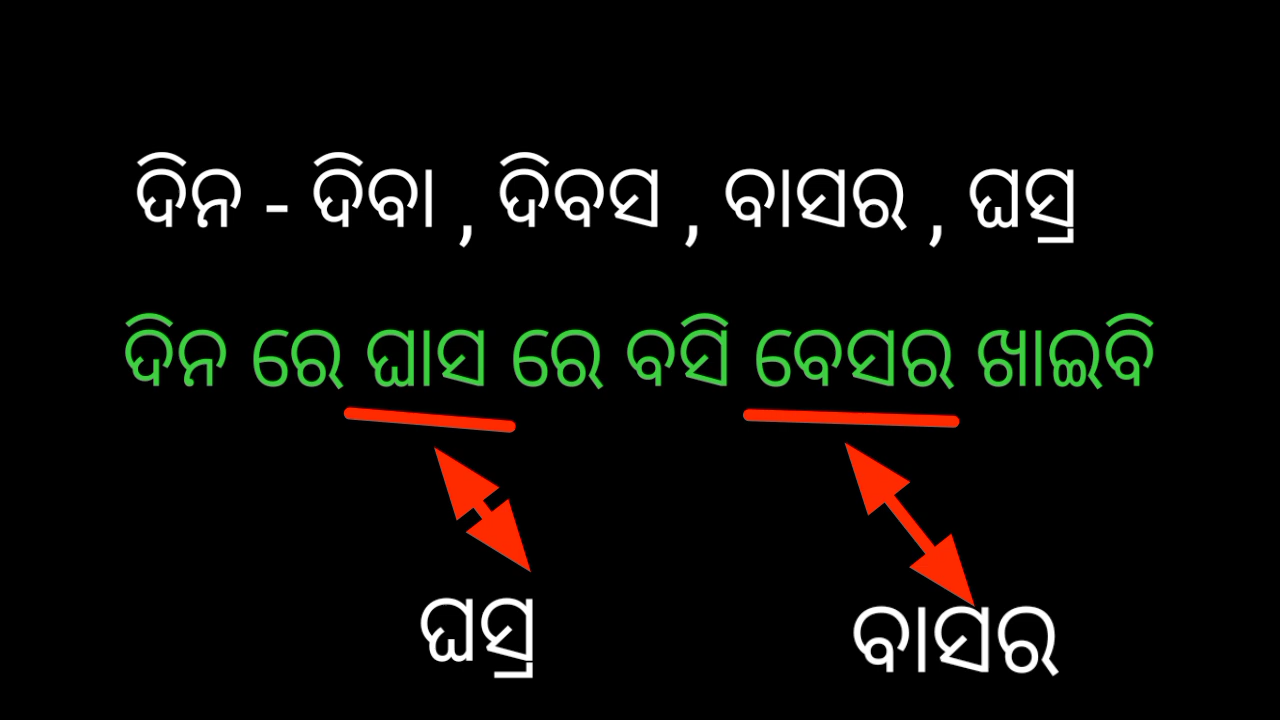 ଦିନ - ଦିବା , ଦିବସ , ବାସର , ଘସ୍ର
ଦିନ ରେ ଘାସ ରେ ବସି ବେସର ଖାଇବି
ଘସ୍ର ବାସର